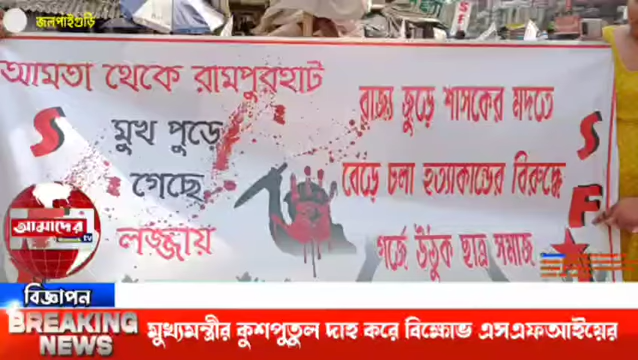 জলপাইগুড়ি
আমতা থেকে রামপুরহাট
মুখ পুড়ে
গেছে
লজ্জায়
রাজ্য জুড়ে শাসকের মদতে
বেড়ে চলা হত্যাকান্ডের বিরুদ্ধে
গর্জে উঠুক ছাত্র সমাজ
S
S
F
আমাদের
TV
বিজ্ঞাপন
BREAKING
NEWS
মুখ্যমন্ত্রীর কুশপুতুল দাহ করে বিক্ষোভ এসএফআইয়ের